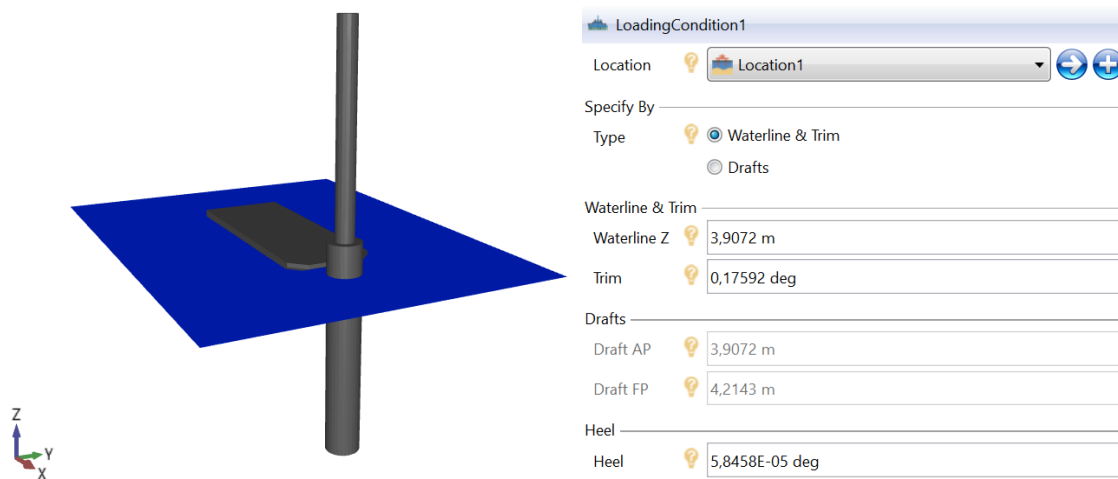 LoadingCondition1
Location Location1
Specify By
Type Waterline & Trim
Drafts
Waterline & Trim
Waterline Z 3,9072 m
Trim 0,17592 deg
Drafts
Draft AP 3,9072 m
Draft FP 4,2143 m
Heel
Heel 5,8458E-05 deg
Z
Y
X